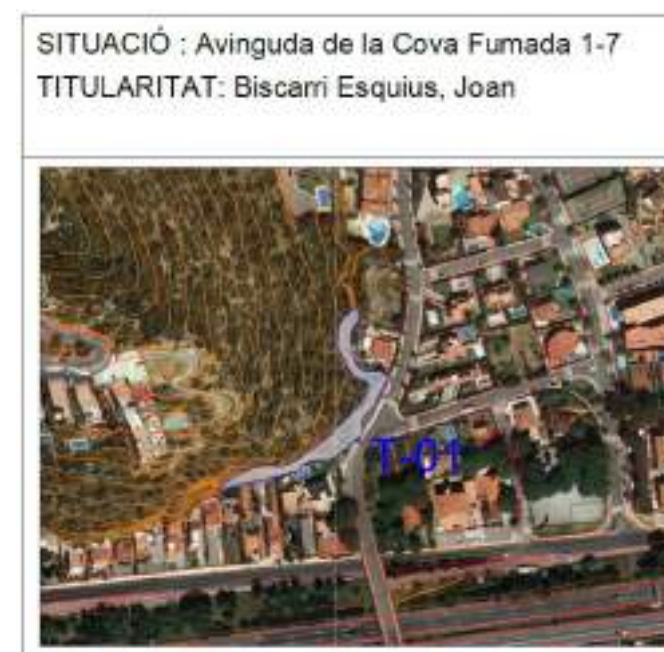 SITUACIÓ : Avinguda de la Cova Fumada 1-7
TITULARITAT: Biscarri Esquius, Joan
T-01